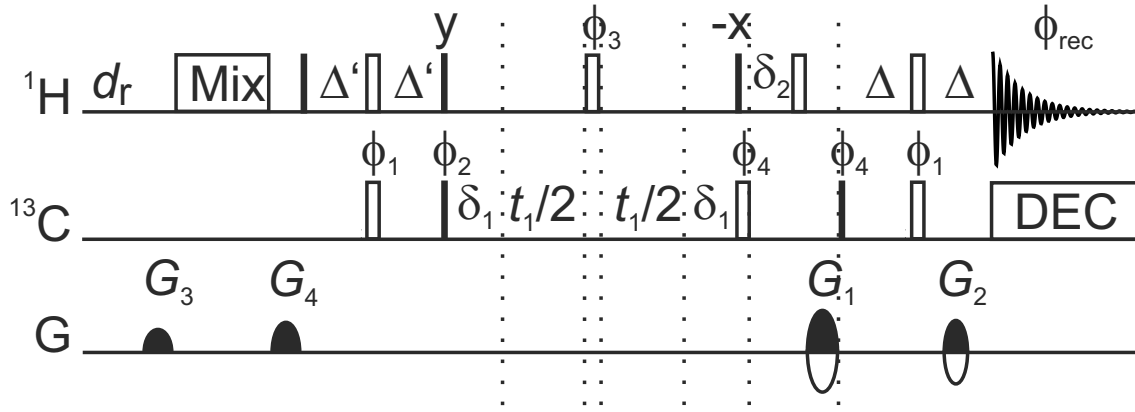 y ϕ3 -x ϕrec
1H dr Mix Δ‘ Δ‘ δ2 Δ Δ
ϕ1 ϕ2 ϕ4 ϕ4 ϕ1
13C δ1 t1/2 t1/2 δ1 DEC
G3 G4 G1 G2
G